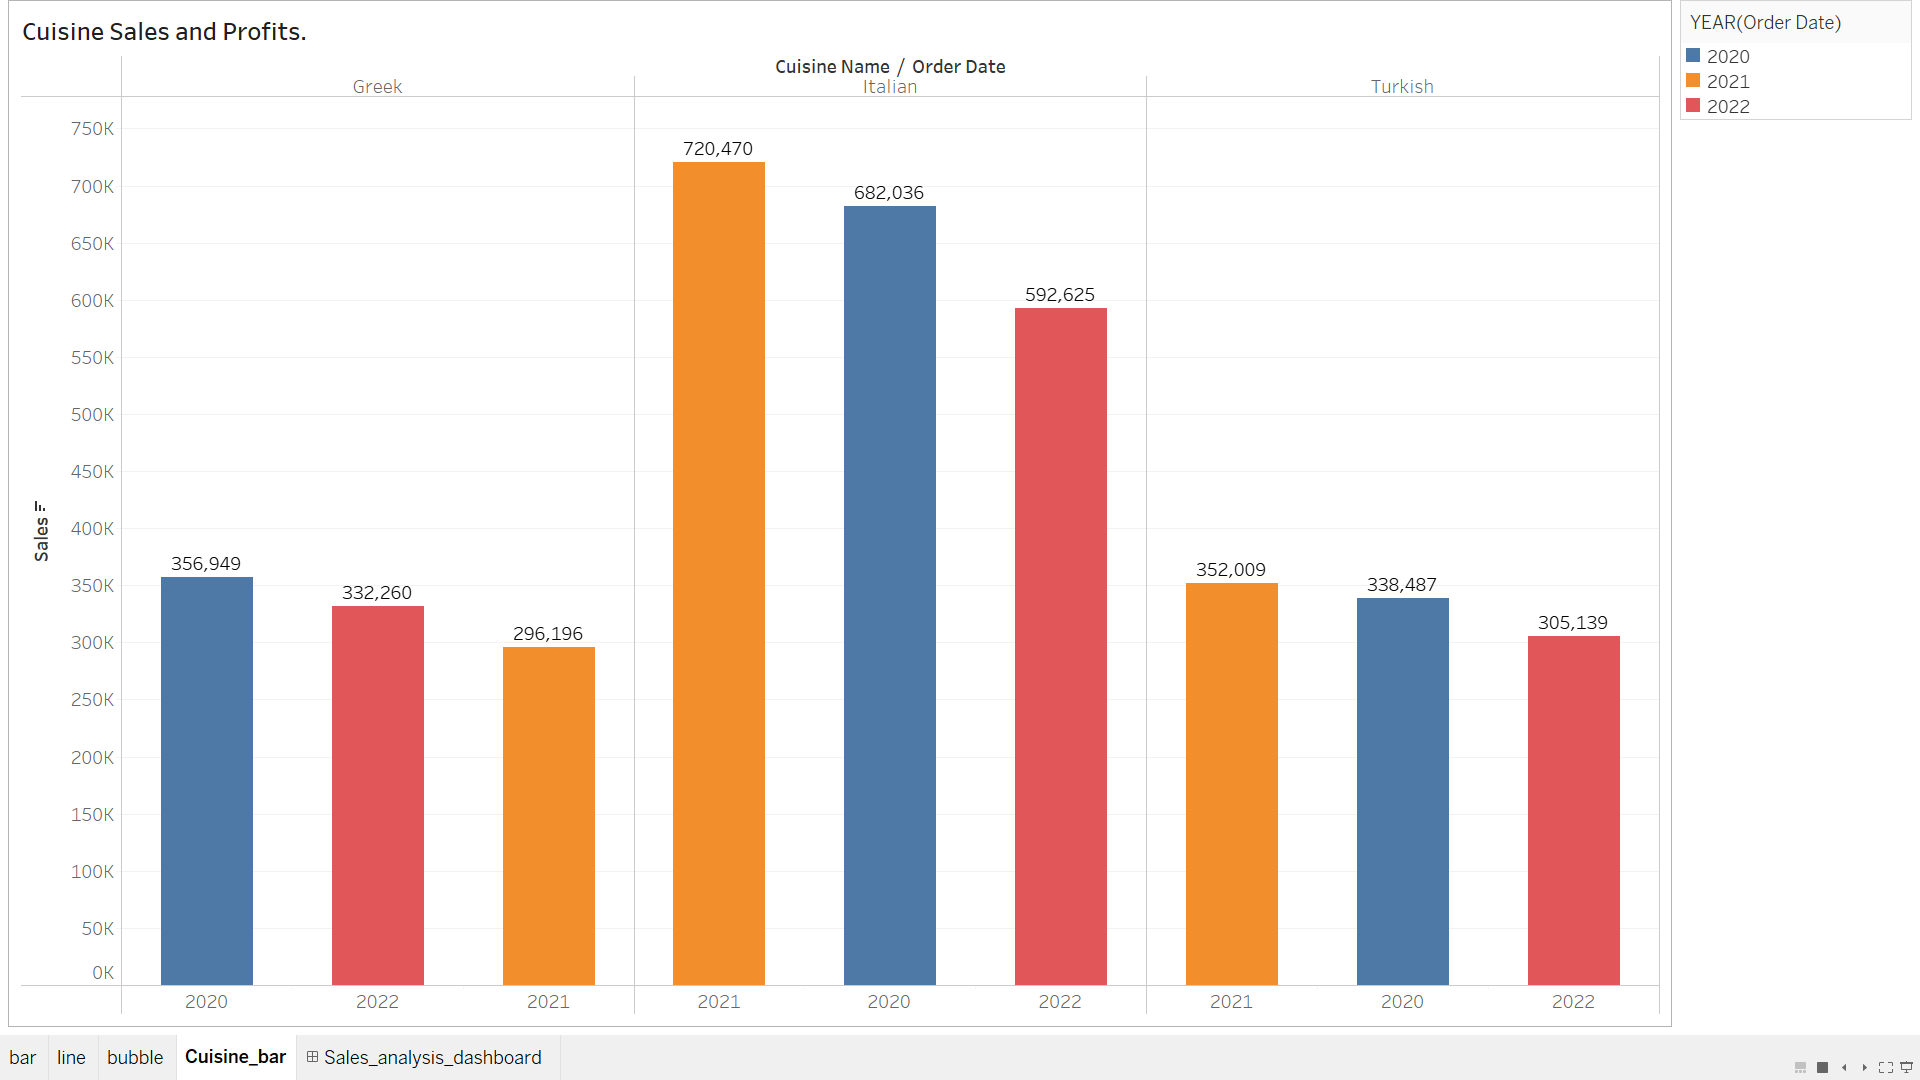 Cuisine Sales and Profits.
Cuisine Name / Order Date
Greek Italian Turkish
750K
700K
650K
600K
550K
500K
450K
400K
350K
300K
250K
200K
150K
100K
50K
0K
Sales
356,949
332,260
296,196
720,470
682,036
592,625
352,009
338,487
305,139
2020 2022 2021 2021 2020 2022 2021 2020 2022
YEAR(Order Date)
2020
2021
2022
bar line bubble Cuisine_bar Sales_analysis_dashboard